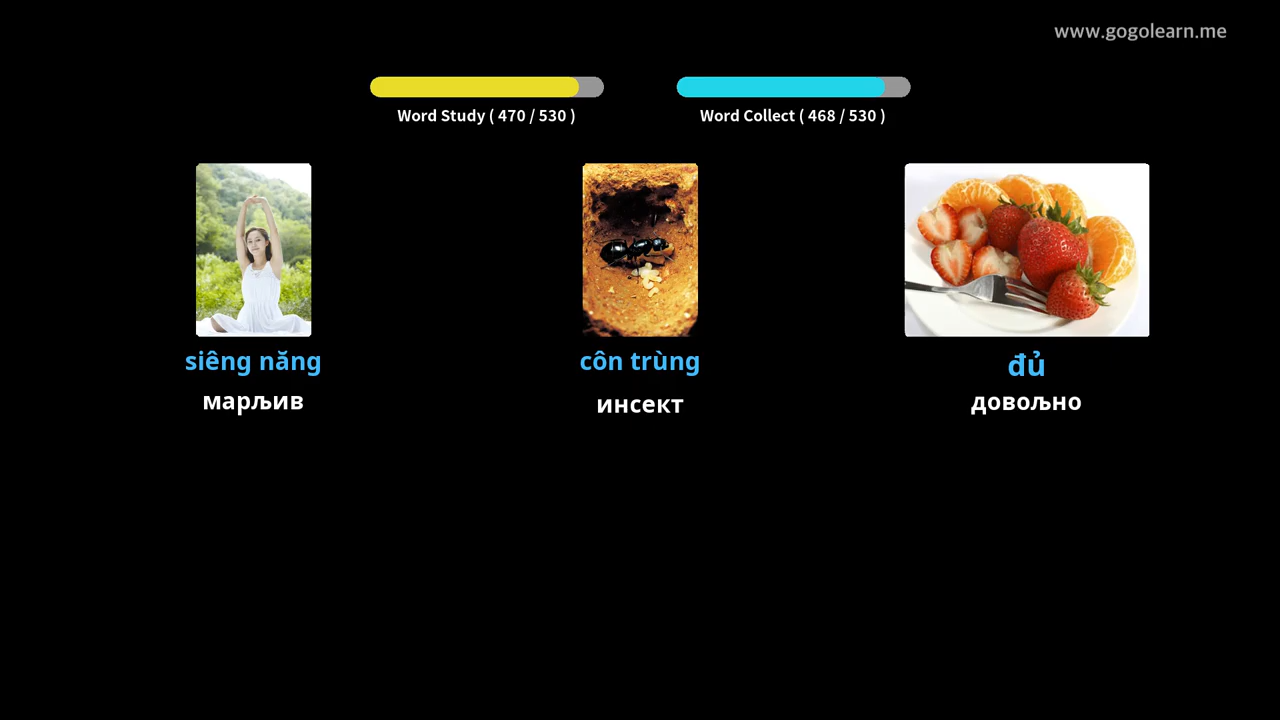 www.gogolearn.me
Word Study ( 470 / 530 )
Word Collect ( 468 / 530 )
siêng năng
марљив
côn trùng
инсект
đủ
довољно